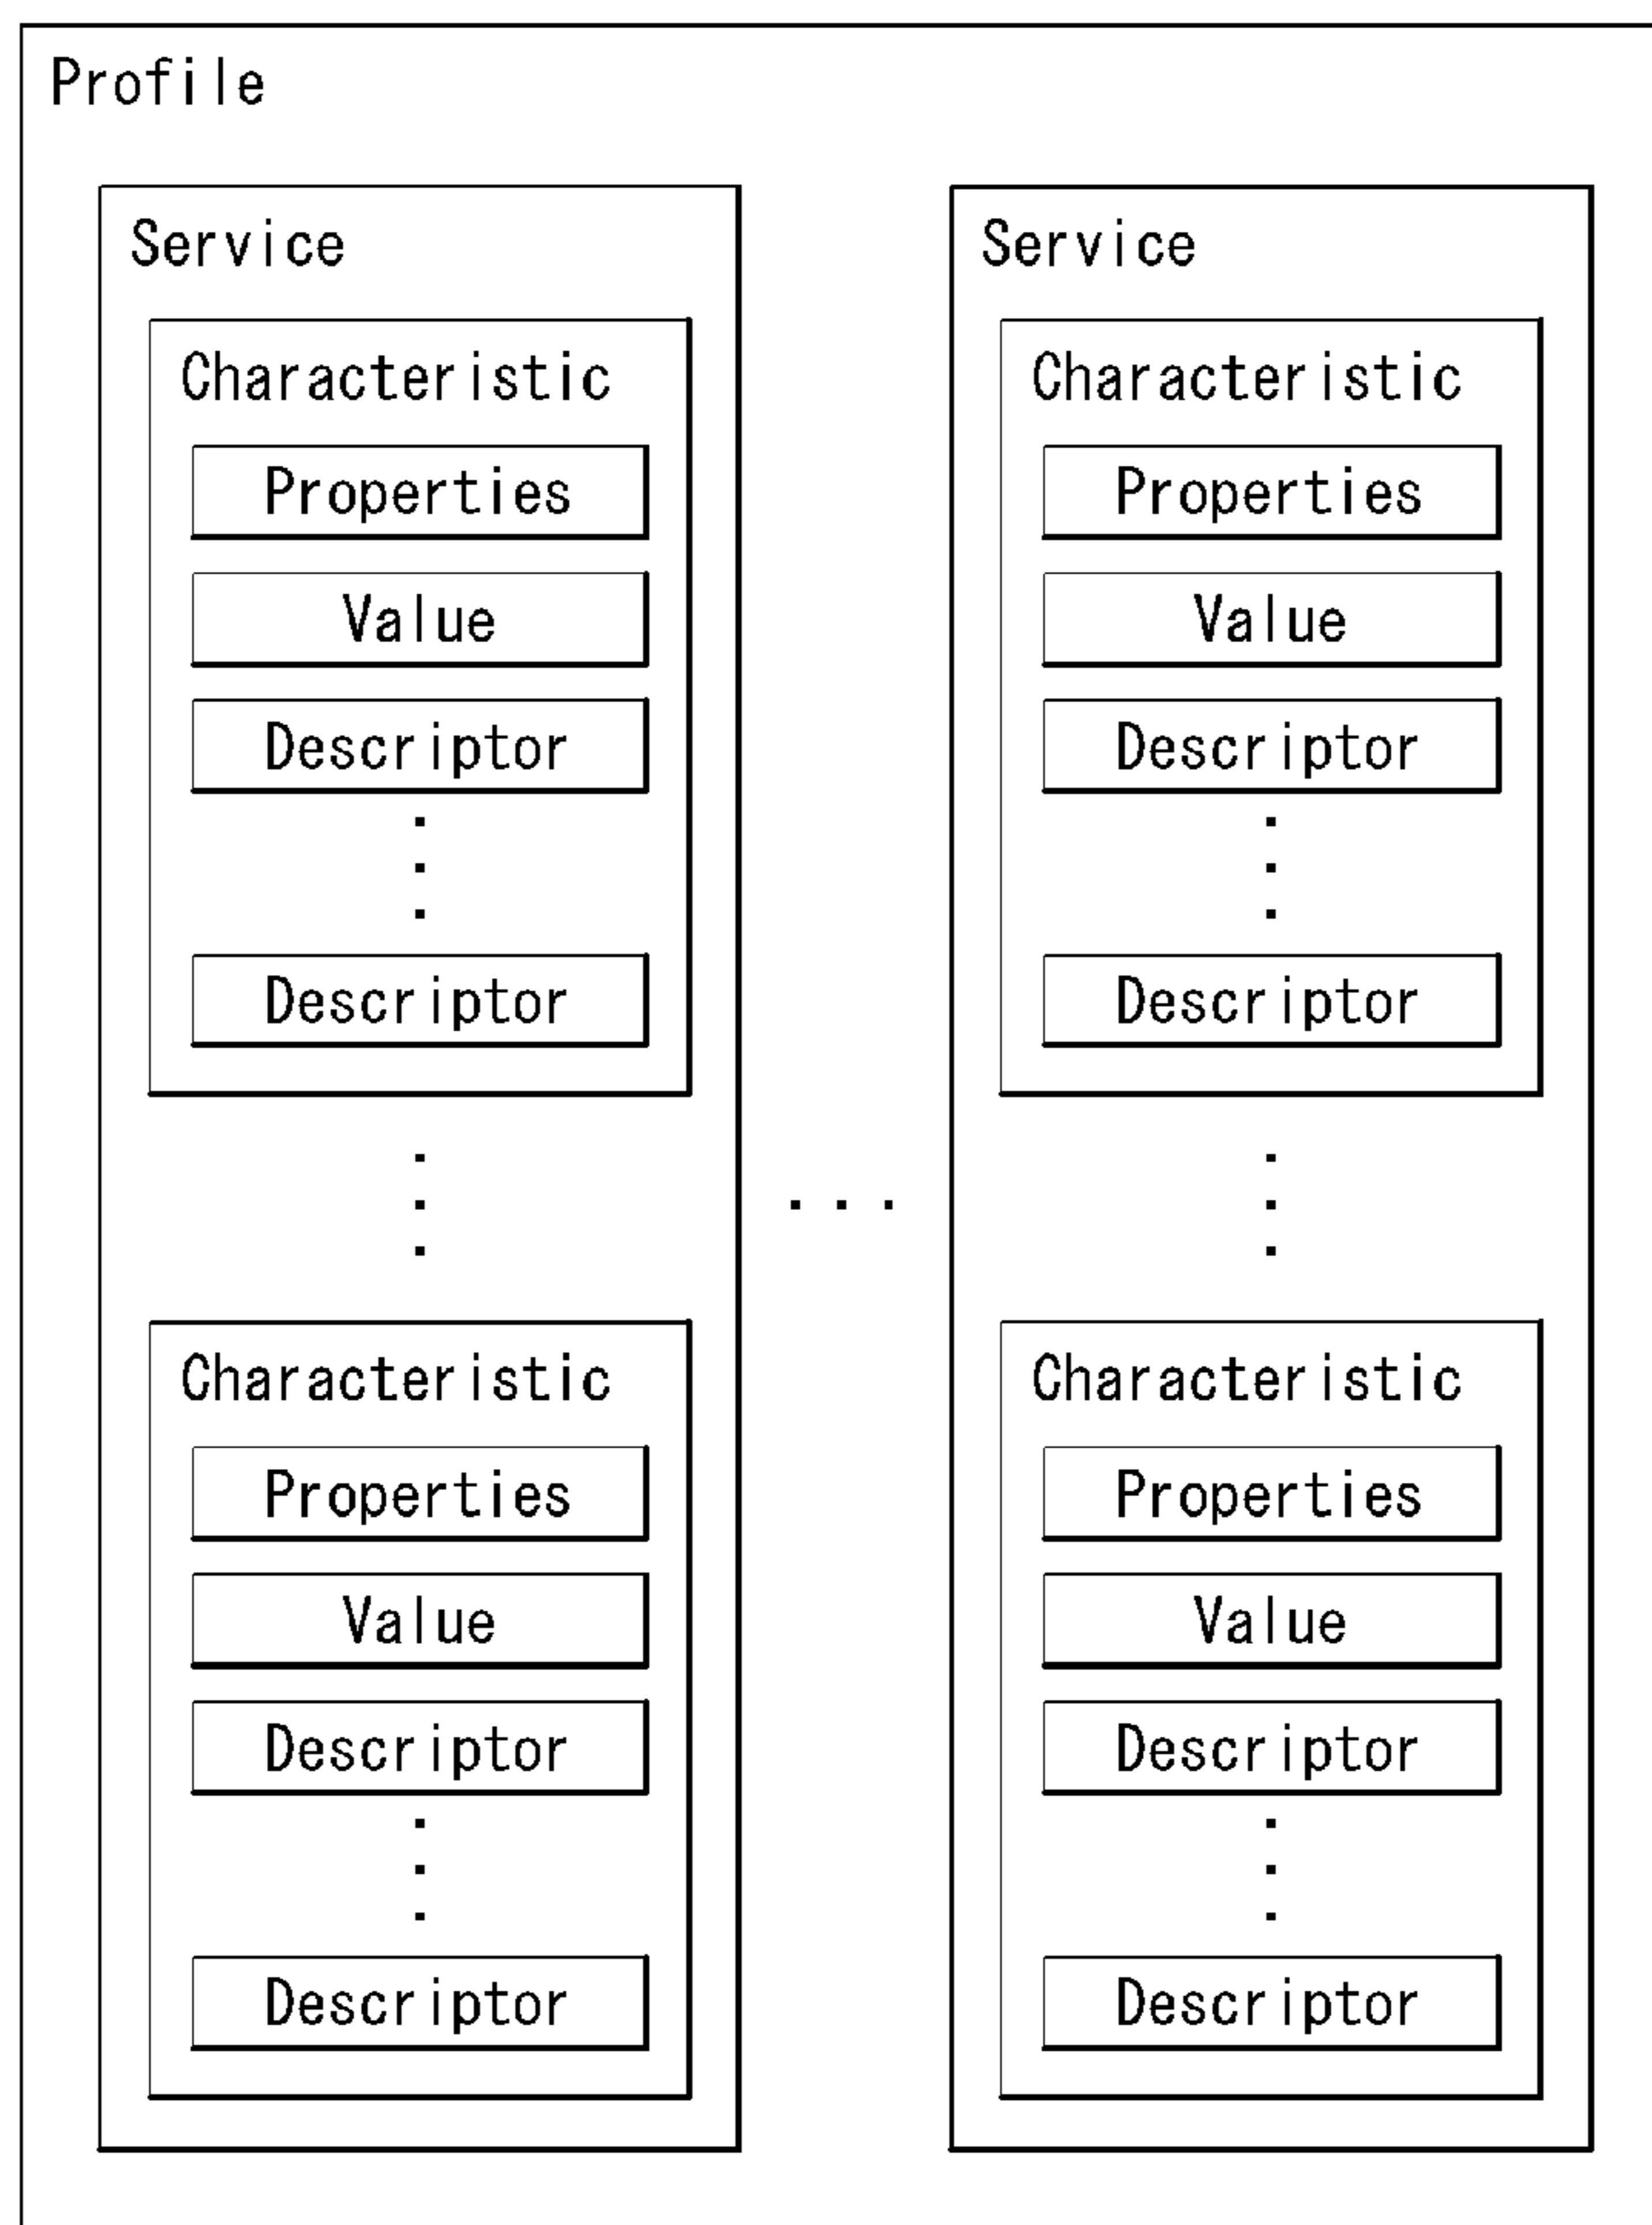 Profile
Service
Characteristic
Properties
Value
Descriptor
Descriptor
Characteristic
Properties
Value
Descriptor
Descriptor
Service
Characteristic
Properties
Value
Descriptor
Descriptor
Characteristic
Properties
Value
Descriptor
Descriptor